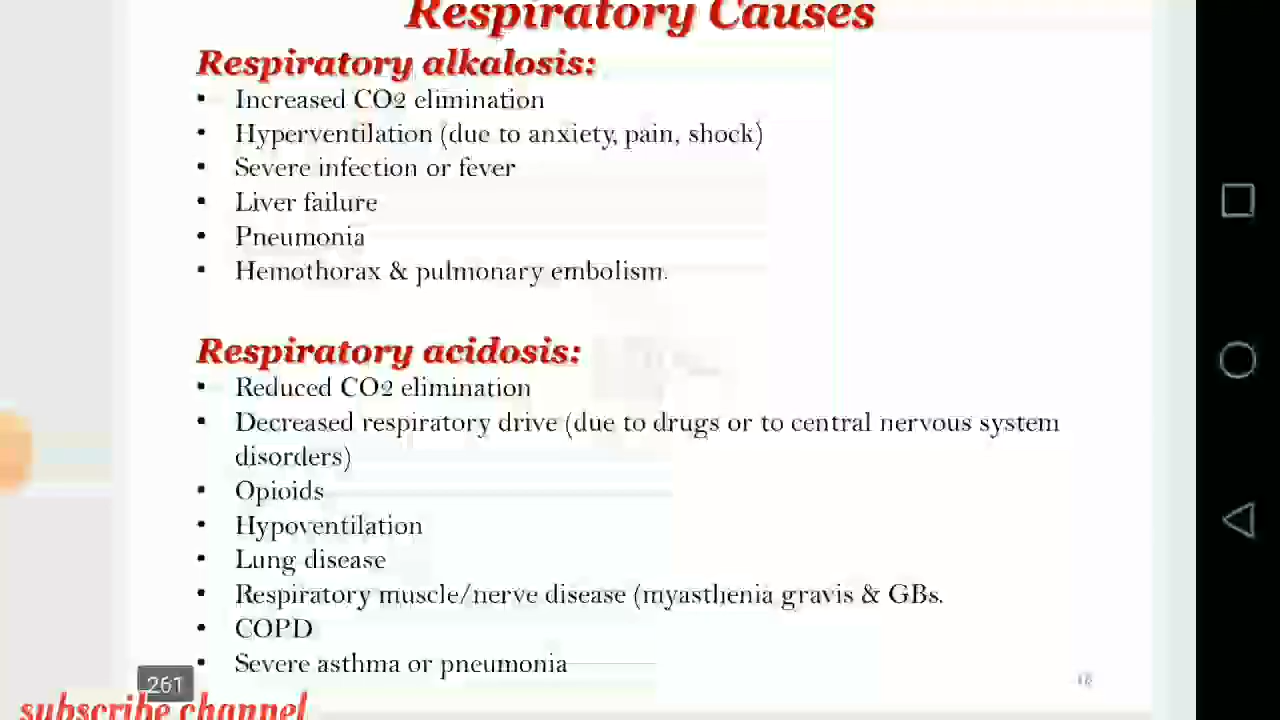 Respiratory Causes
Respiratory alkalosis:
• Increased CO2 elimination
• Hyperventilation (due to anxiety, pain, shock)
• Severe infection or fever
• Liver failure
• Pneumonia
• Hemothorax & pulmonary embolism.
Respiratory acidosis:
• Reduced CO2 elimination
• Decreased respiratory drive (due to drugs or to central nervous system
disorders)
• Opioids
• Hypoventilation
• Lung disease
• Respiratory muscle/nerve disease (myasthenia gravis & GBs.
• COPD
• Severe asthma or pneumonia
261
18
subscribe channel